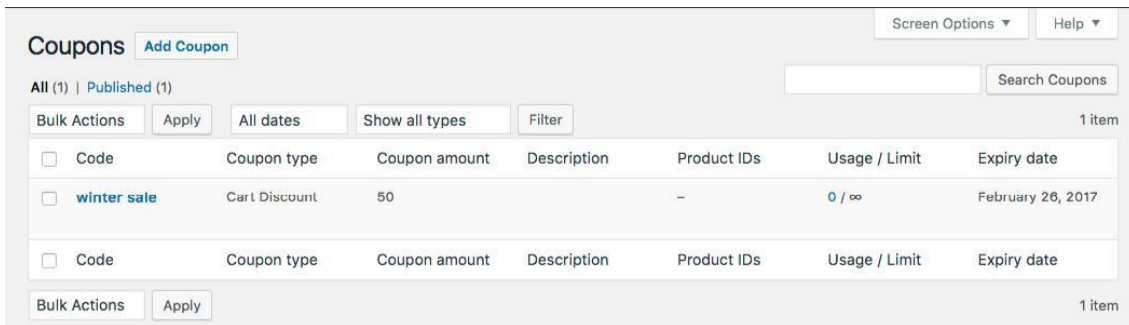 Screen Options ▼ Help ▼
Coupons Add Coupon
All (1) | Published (1)
Search Coupons
Bulk Actions Apply All dates Show all types Filter 1 item
Code Coupon type Coupon amount Description Product IDs Usage / Limit Expiry date
winter sale Cart Discount 50 – 0 / ∞ February 26, 2017
Code Coupon type Coupon amount Description Product IDs Usage / Limit Expiry date
Bulk Actions Apply 1 item